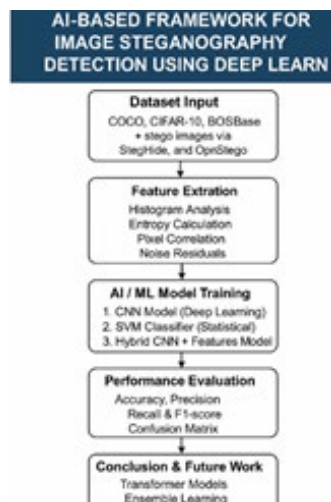 AI-BASED FRAMEWORK FOR
IMAGE STEGANOGRAPHY
DETECTION USING DEEP LEARN
Dataset Input
COCO, CIFAR-10, BOSBase
+ stego images via
StegHide, and OpnStego
Feature Extration
Histogram Analysis
Entropy Calculation
Pixel Correlation
Noise Residuals
AI / ML Model Training
1. CNN Model (Deep Learning)
2. SVM Classifier (Statistical)
3. Hybrid CNN + Features Model
Performance Evaluation
Accuracy, Precision
Recall & F1-score
Confusion Matrix
Conclusion & Future Work
Transformer Models
Ensemble Learning